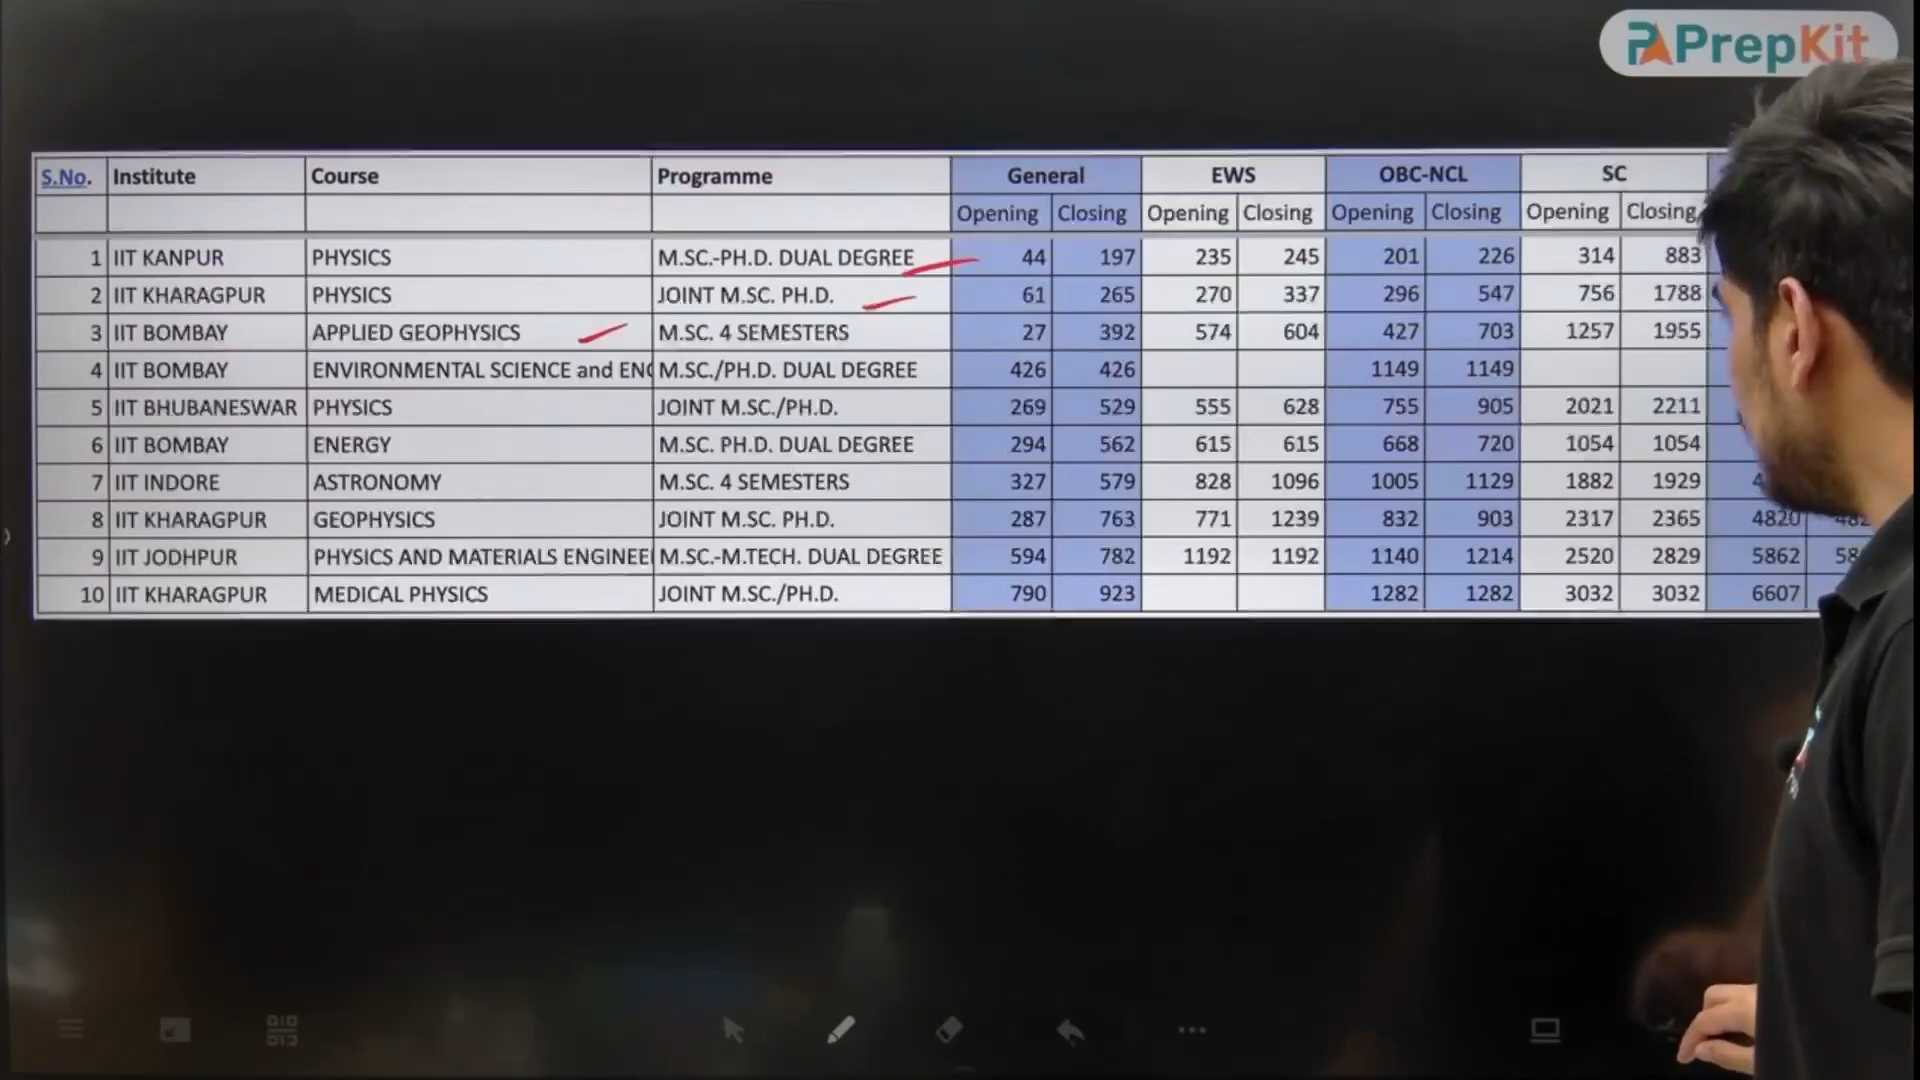 PrepKit
S.No. Institute Course Programme General EWS OBC-NCL SC
Opening Closing Opening Closing Opening Closing Opening Closing
1 IIT KANPUR PHYSICS M.SC.-PH.D. DUAL DEGREE 44 197 235 245 201 226 314 883
2 IIT KHARAGPUR PHYSICS JOINT M.SC. PH.D. 61 265 270 337 296 547 756 1788
3 IIT BOMBAY APPLIED GEOPHYSICS M.SC. 4 SEMESTERS 27 392 574 604 427 703 1257 1955
4 IIT BOMBAY ENVIRONMENTAL SCIENCE and ENG M.SC./PH.D. DUAL DEGREE 426 426 1149 1149
5 IIT BHUBANESWAR PHYSICS JOINT M.SC./PH.D. 269 529 555 628 755 905 2021 2211
6 IIT BOMBAY ENERGY M.SC. PH.D. DUAL DEGREE 294 562 615 615 668 720 1054 1054
7 IIT INDORE ASTRONOMY M.SC. 4 SEMESTERS 327 579 828 1096 1005 1129 1882 1929
8 IIT KHARAGPUR GEOPHYSICS JOINT M.SC. PH.D. 287 763 771 1239 832 903 2317 2365 4820
9 IIT JODHPUR PHYSICS AND MATERIALS ENGINEE M.SC.-M.TECH. DUAL DEGREE 594 782 1192 1192 1140 1214 2520 2829 5862
10 IIT KHARAGPUR MEDICAL PHYSICS JOINT M.SC./PH.D. 790 923 1282 1282 3032 3032 6607